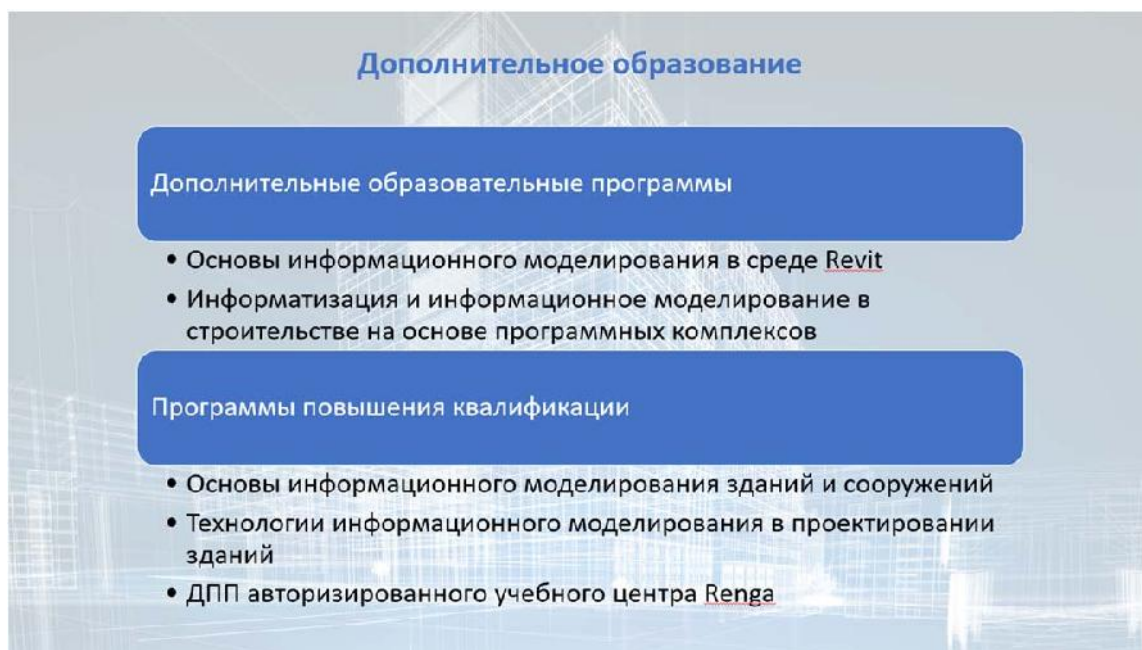 Дополнительное образование
Дополнительные образовательные программы
• Основы информационного моделирования в среде Revit
• Информатизация и информационное моделирование в
строительстве на основе программных комплексов
Программы повышения квалификации
• Основы информационного моделирования зданий и сооружений
• Технологии информационного моделирования в проектировании
зданий
• ДПП авторизированного учебного центра Renga